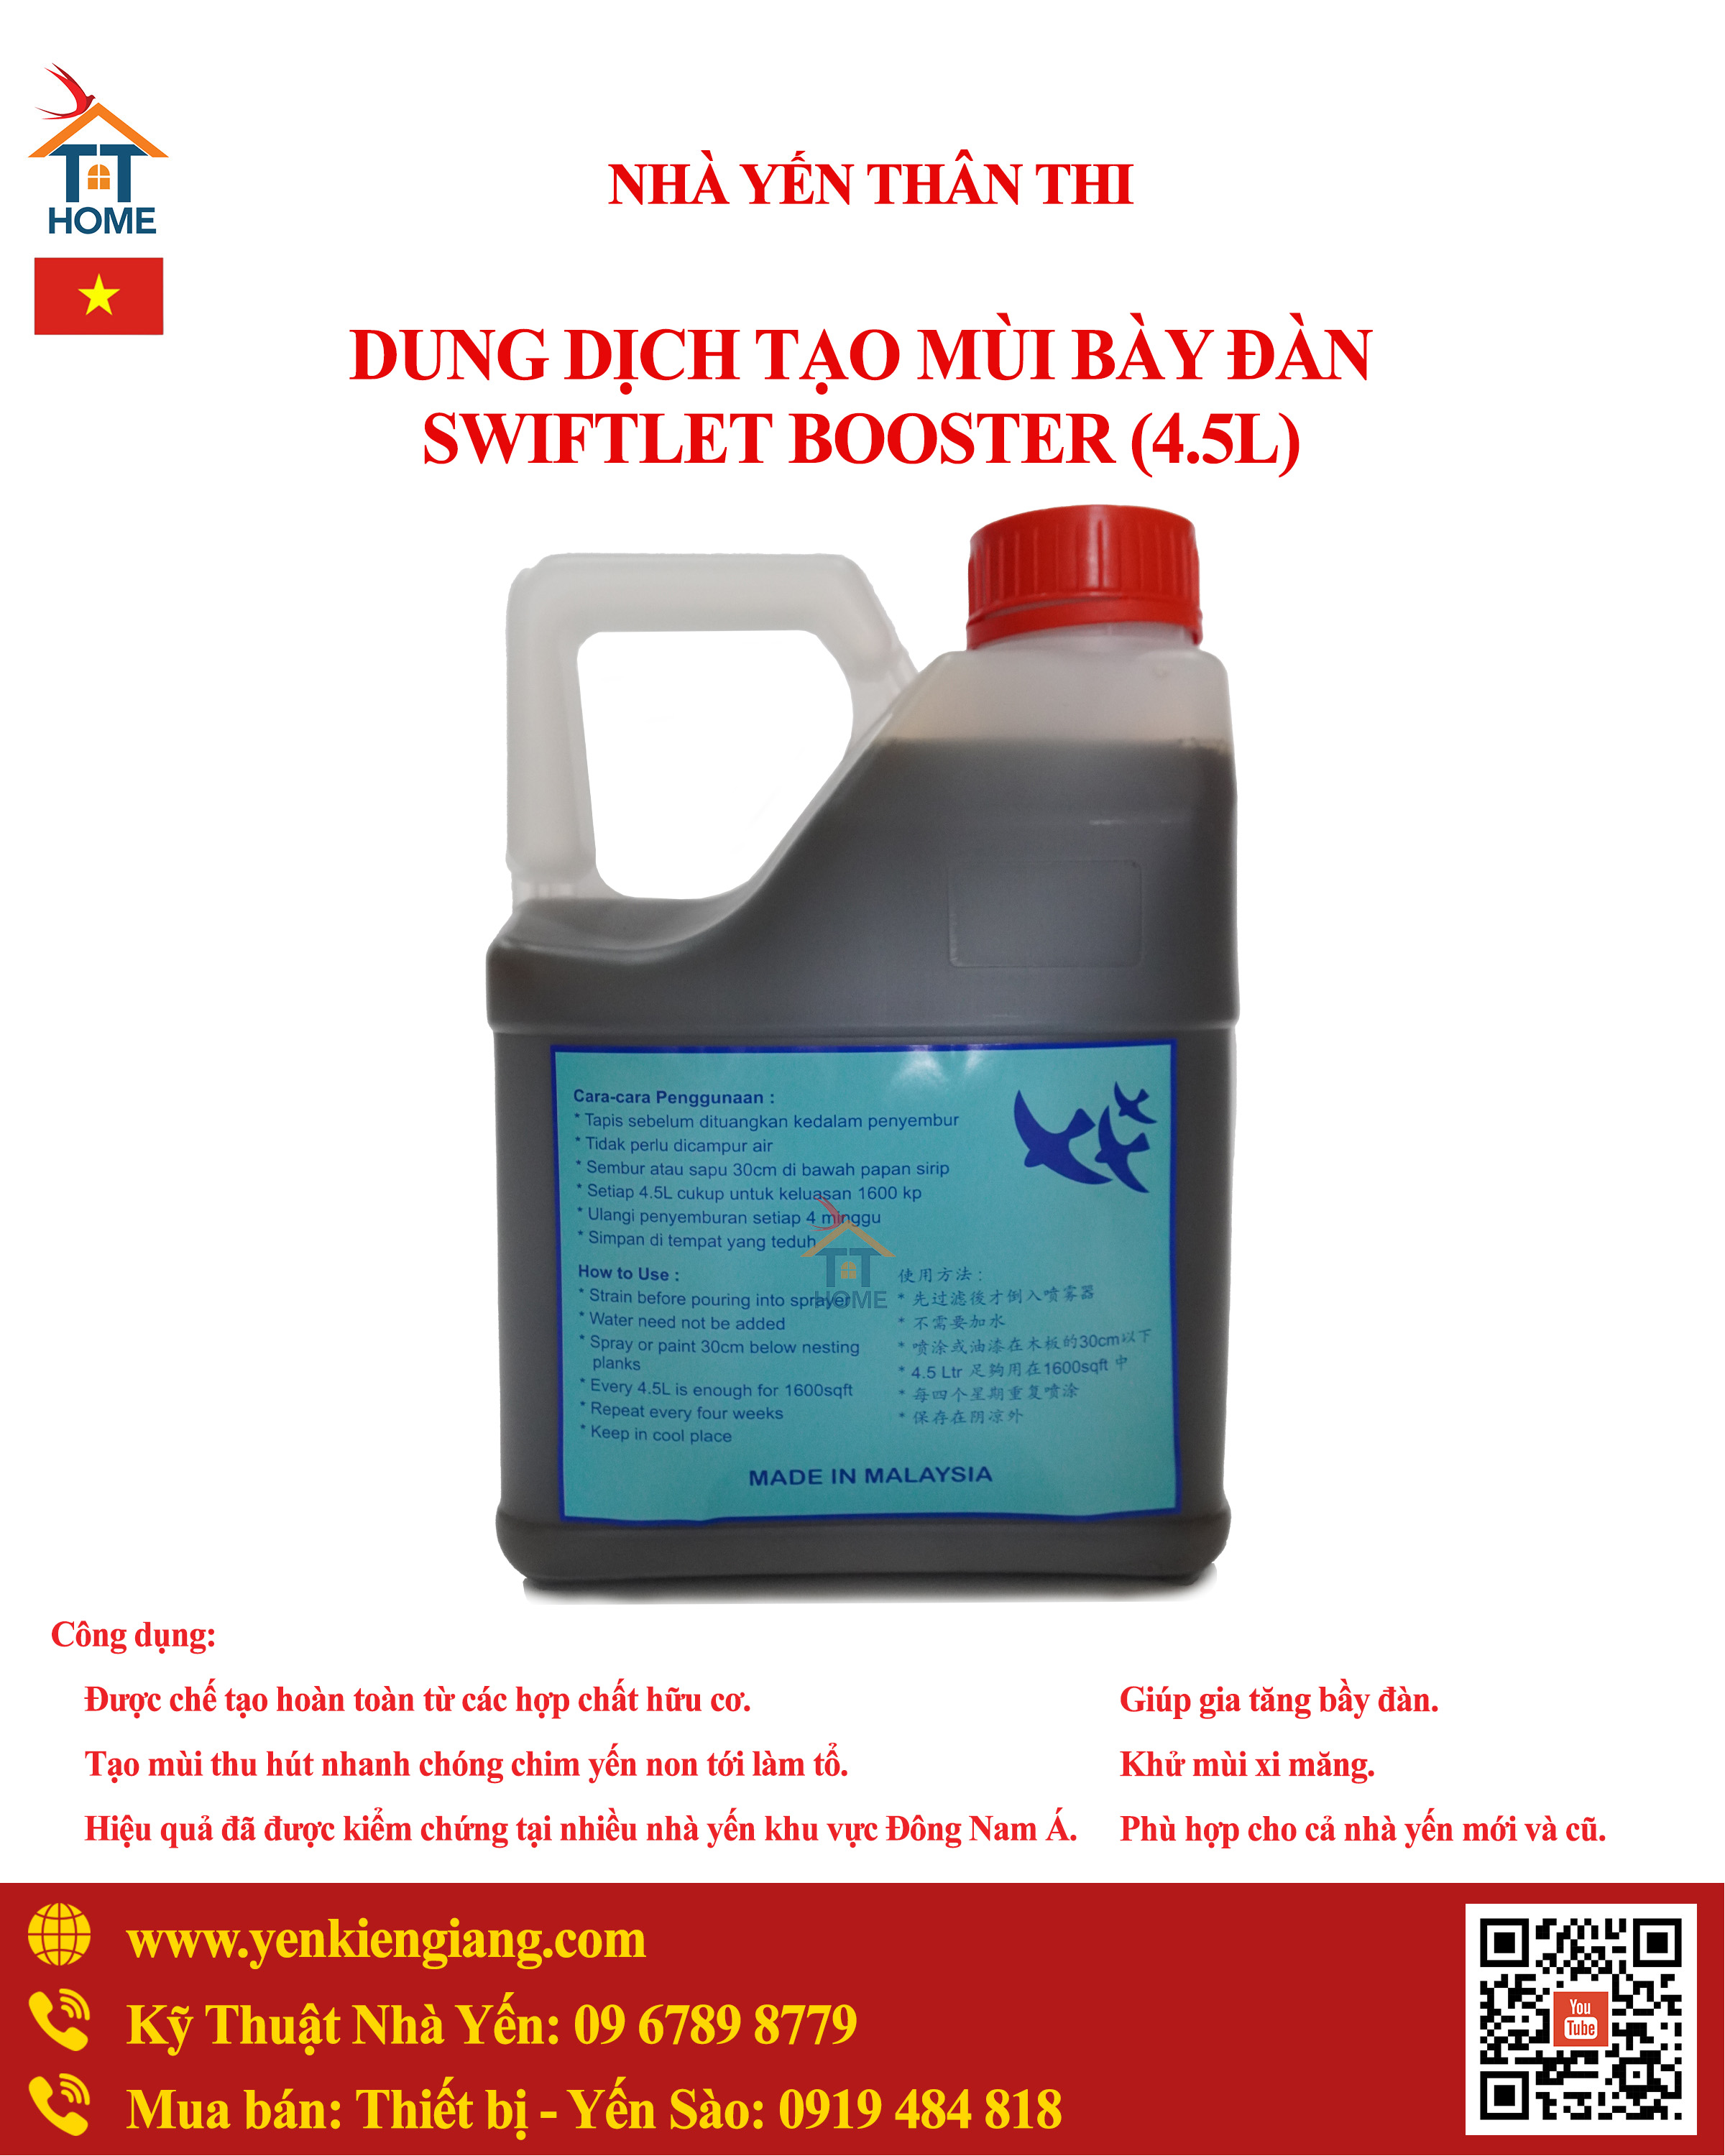 TT
HOME
NHÀ YẾN THÂN THI
DUNG DỊCH TẠO MÙI BÀY ĐÀN
SWIFTLET BOOSTER (4.5L)
Cara-cara Penggunaan :
* Tapis sebelum dituangkan kedalam penyembur
* Tidak perlu dicampur air
* Sembur atau sapu 30cm di bawah papan sirip
* Setiap 4.5L cukup untuk keluasan 1600 kp
* Ulangi penyemburan setiap 4 minggu
* Simpan di tempat yang teduh
TT
HOME
How to Use :
* Strain before pouring into sprayer
* Water need not be added
* Spray or paint 30cm below nesting
planks
* Every 4.5L is enough for 1600sqft
* Repeat every four weeks
* Keep in cool place
使用方法 :
* 先过滤後才倒入喷雾器
* 不需要加水
* 喷涂或油漆在木板的30cm以下
* 4.5 Ltr 足夠用在1600sqft 中
* 每四个星期重复喷涂
* 保存在阴凉外
MADE IN MALAYSIA
Công dụng:
Được chế tạo hoàn toàn từ các hợp chất hữu cơ.
Tạo mùi thu hút nhanh chóng chim yến non tới làm tổ.
Hiệu quả đã được kiểm chứng tại nhiều nhà yến khu vực Đông Nam Á.
Giúp gia tăng bầy đàn.
Khử mùi xi măng.
Phù hợp cho cả nhà yến mới và cũ.
www.yenkiengiang.com
Kỹ Thuật Nhà Yến: 09 6789 8779
Mua bán: Thiết bị - Yến Sào: 0919 484 818
You
Tube